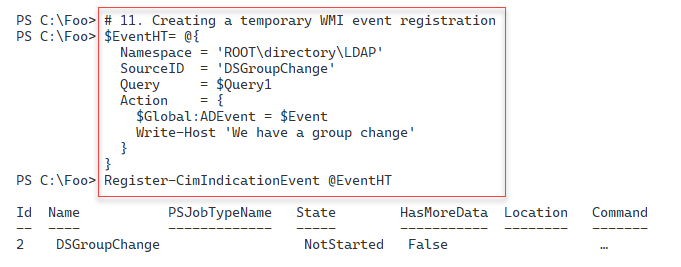 PS C:\Foo> # 11. Creating a temporary WMI event registration
PS C:\Foo> $EventHT= @{
  Namespace = 'ROOT\directory\LDAP'
  SourceID  = 'DSGroupChange'
  Query     = $Query1
  Action    = {
    $Global:ADEvent = $Event
    Write-Host 'We have a group change'
  }
}
PS C:\Foo> Register-CimIndicationEvent @EventHT
Id  Name           PSJobTypeName   State       HasMoreData  Location   Command
--  ----           -------------   -----       -----------  --------   -------
2   DSGroupChange                  NotStarted  False                   …